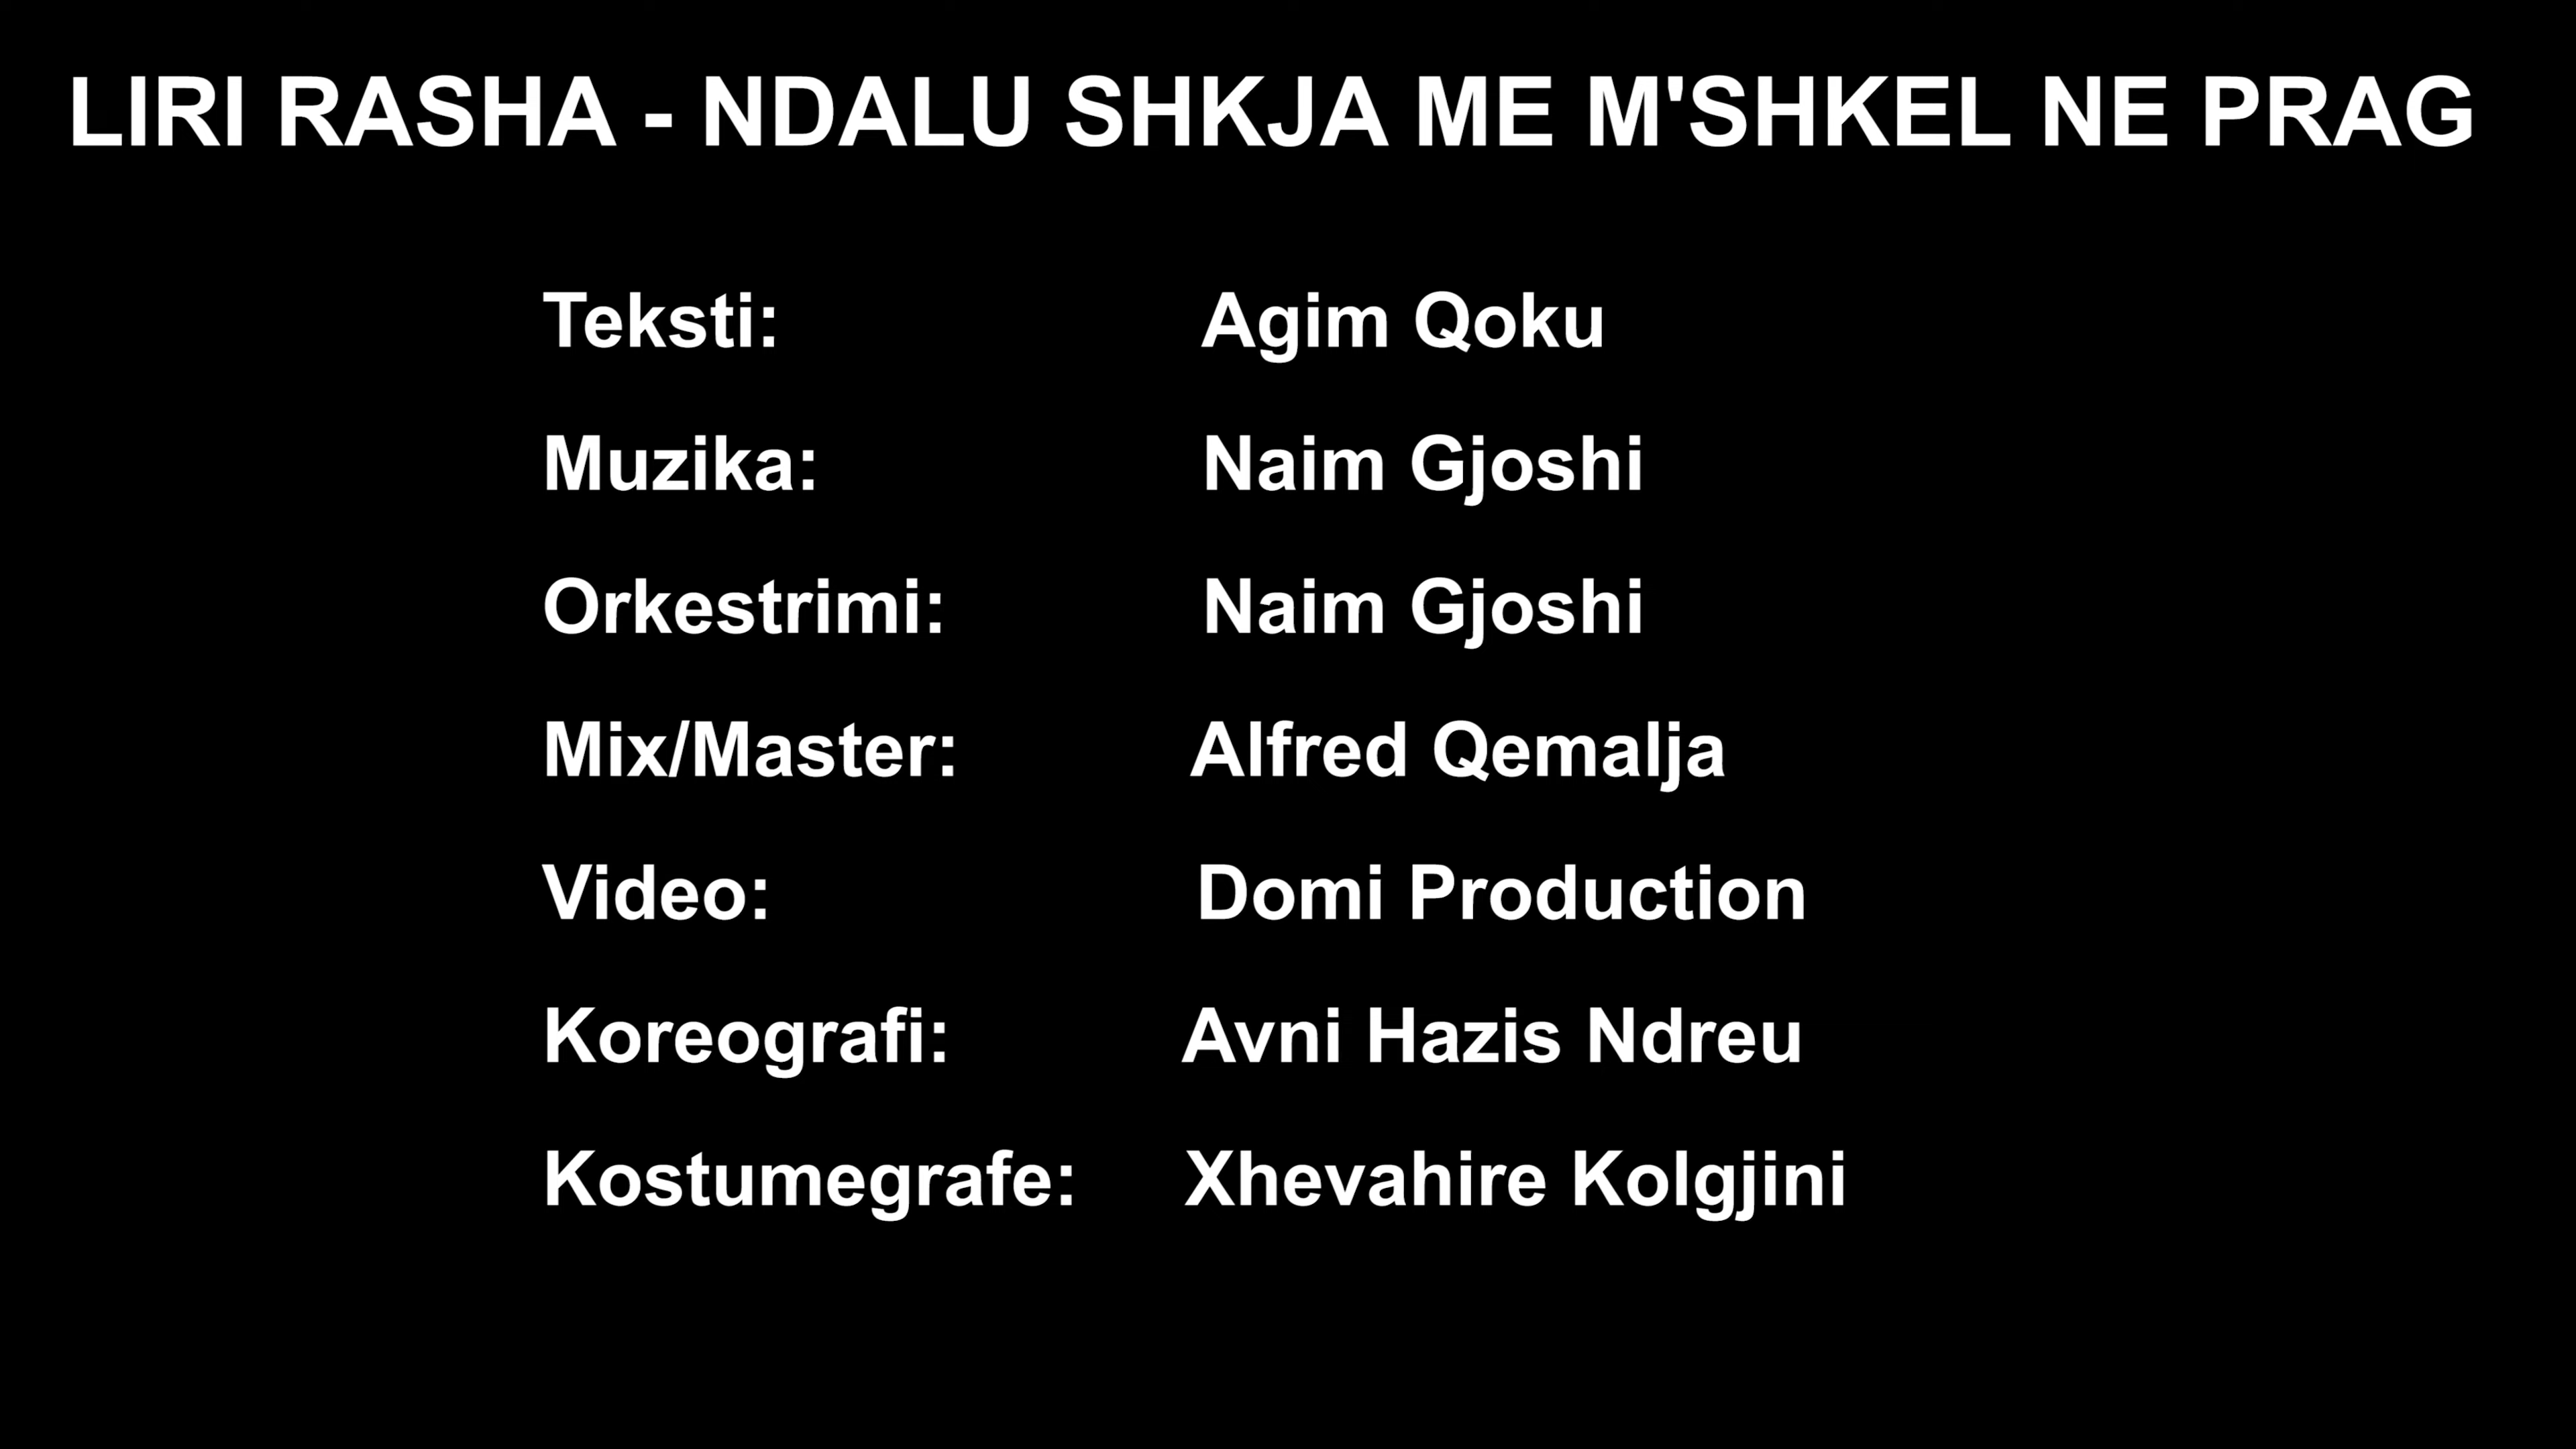 LIRI RASHA - NDALU SHKJA ME M'SHKEL NE PRAG
Teksti: Agim Qoku
Muzika: Naim Gjoshi
Orkestrimi: Naim Gjoshi
Mix/Master: Alfred Qemalja
Video: Domi Production
Koreografi: Avni Hazis Ndreu
Kostumegrafe: Xhevahire Kolgjini